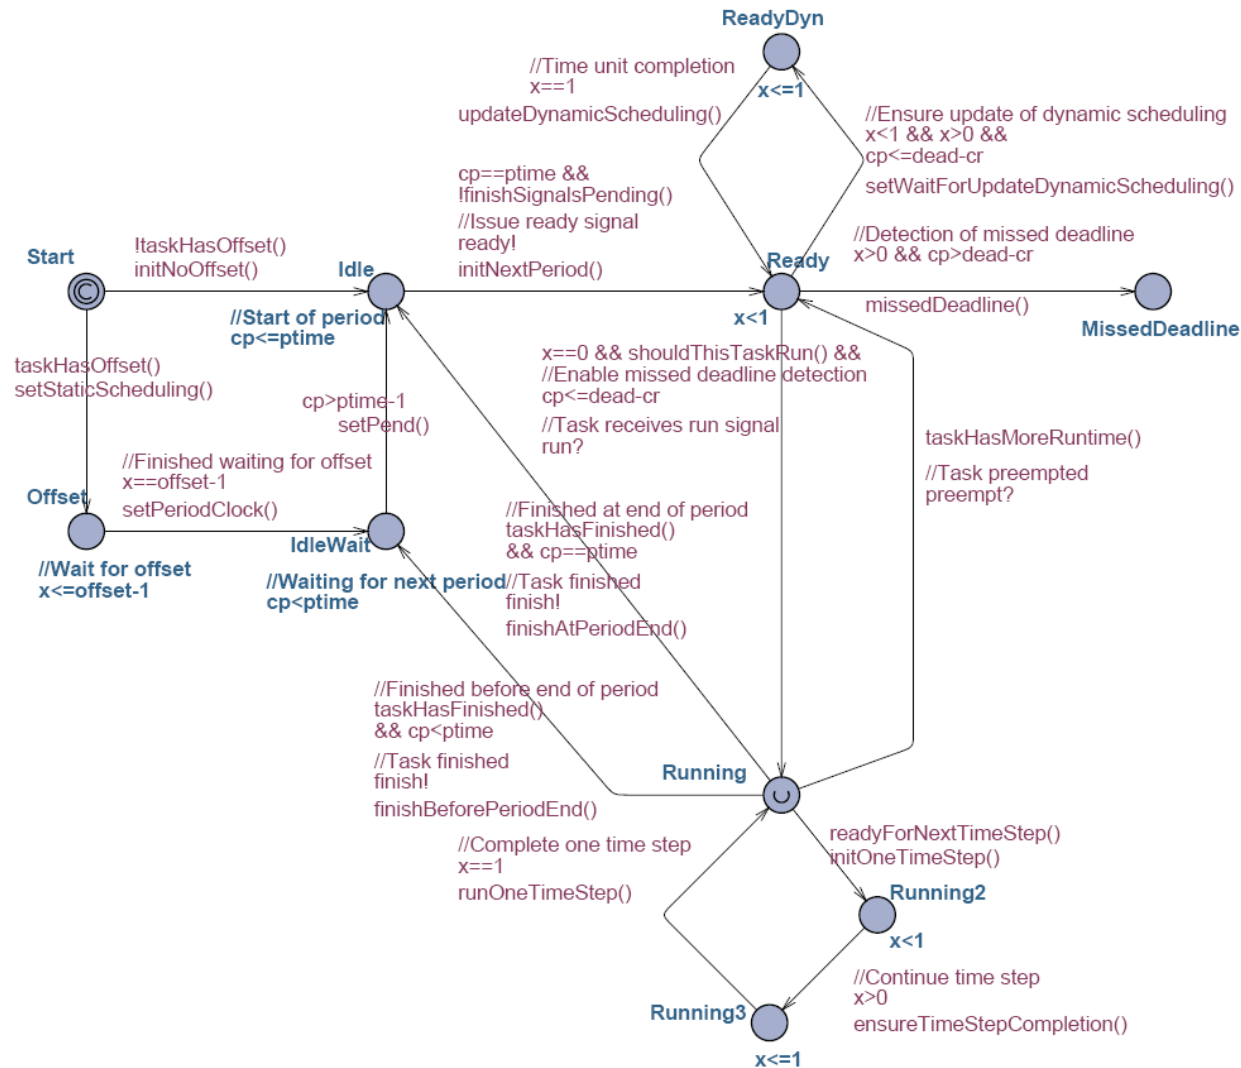 ReadyDyn
//Time unit completion
x==1
updateDynamicScheduling()
x<=1
//Ensure update of dynamic scheduling
x<1 && x>0 &&
cp<=dead-cr
setWaitForUpdateDynamicScheduling()
cp==ptime &&
!finishSignalsPending()
//Issue ready signal
ready!
initNextPeriod()
//Detection of missed deadline
x>0 && cp>dead-cr
missedDeadline()
MissedDeadline
Start
!taskHasOffset()
initNoOffset()
Idle
//Start of period
cp<=ptime
Ready
x<1
taskHasOffset()
setStaticScheduling()
cp>ptime-1
setPend()
x==0 && shouldThisTaskRun() &&
//Enable missed deadline detection
cp<=dead-cr
//Task receives run signal
run?
taskHasMoreRuntime()
//Task preempted
preempt?
//Finished waiting for offset
x==offset-1
setPeriodClock()
Offset
//Wait for offset
x<=offset-1
IdleWait
//Waiting for next period
cp<ptime
//Finished at end of period
taskHasFinished()
&& cp==ptime
//Task finished
finish!
finishAtPeriodEnd()
//Finished before end of period
taskHasFinished()
&& cp<ptime
//Task finished
finish!
finishBeforePeriodEnd()
Running
//Complete one time step
x==1
runOneTimeStep()
readyForNextTimeStep()
initOneTimeStep()
Running2
x<1
//Continue time step
x>0
ensureTimeStepCompletion()
Running3
x<=1